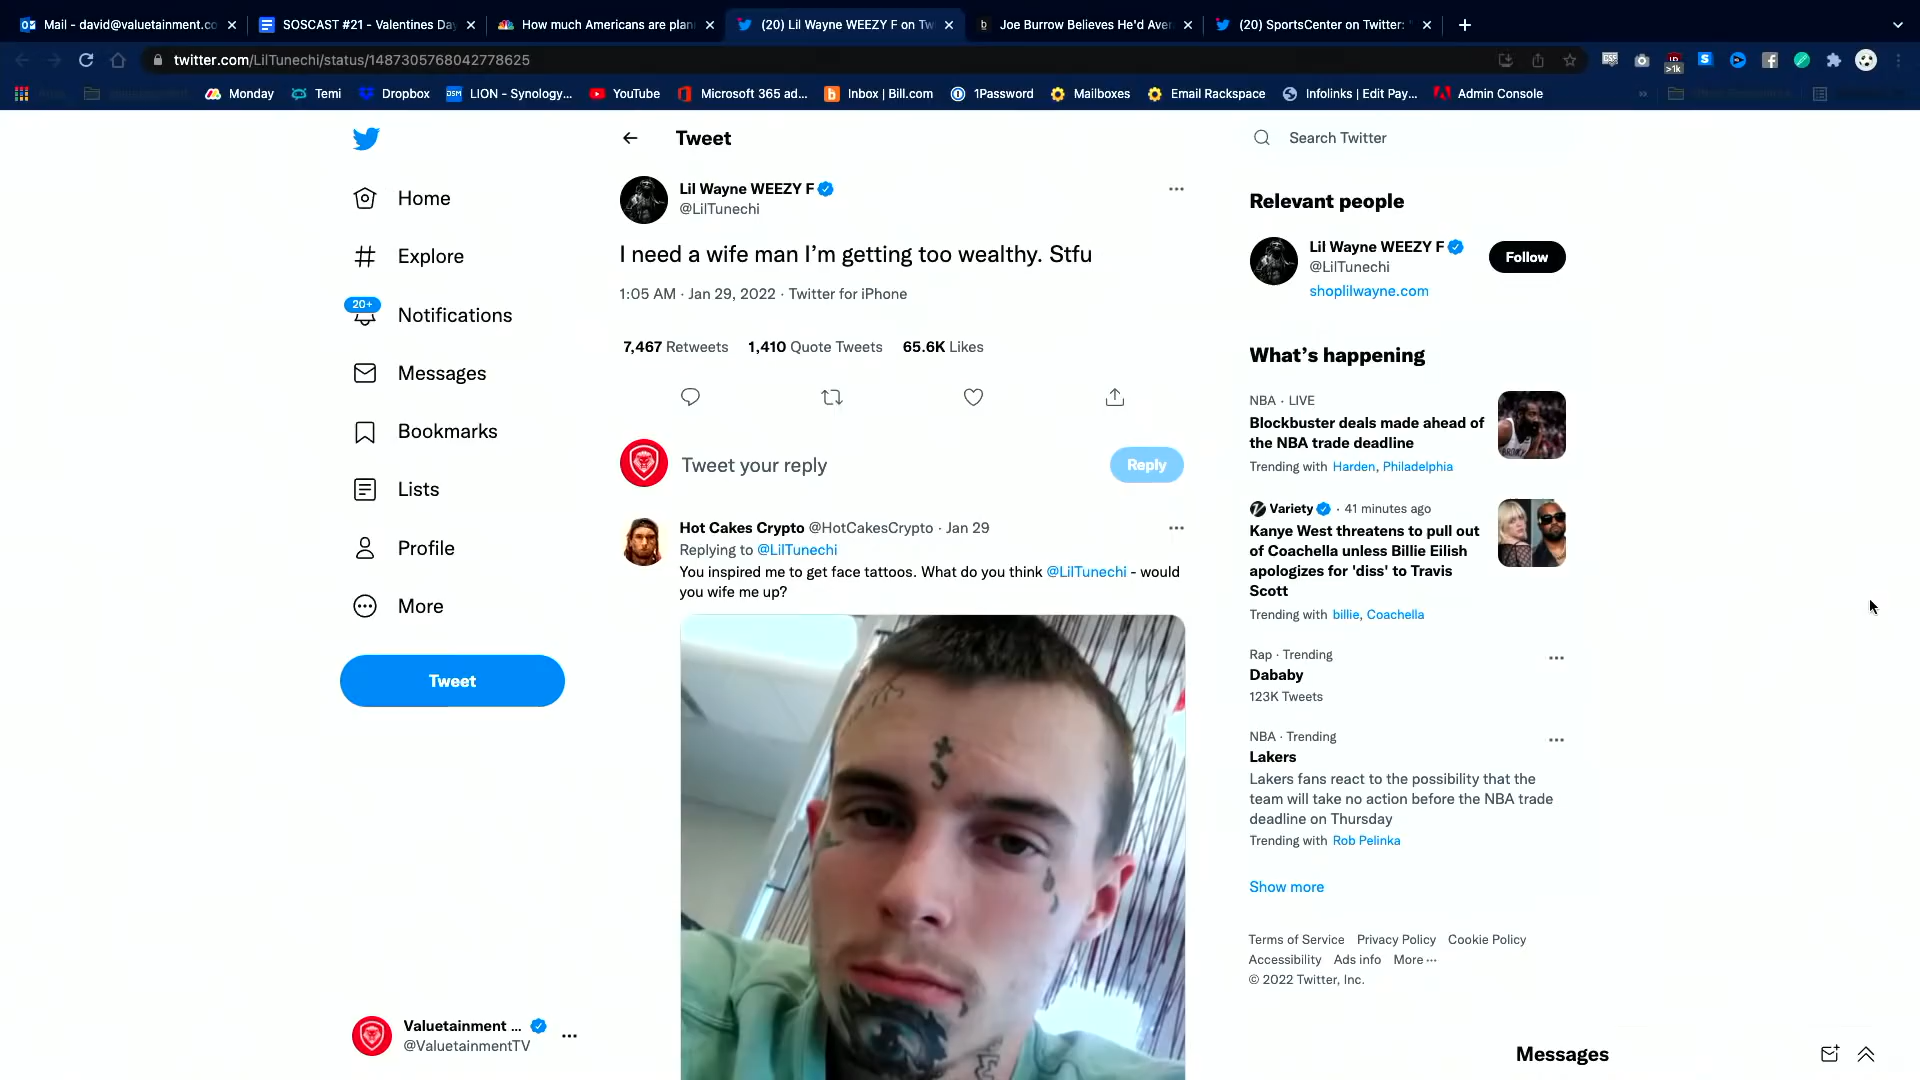 Mail - david@valuetainment.co
SOSCAST #21 - Valentines Day
How much Americans are plan
(20) Lil Wayne WEEZY F on Tw
Joe Burrow Believes He'd Aver
(20) SportsCenter on Twitter: "
twitter.com/LilTunechi/status/1487305768042778625
>1k
Monday
Temi
Dropbox
DSM
LION - Synology...
YouTube
Microsoft 365 ad...
Inbox | Bill.com
1Password
Mailboxes
Email Rackspace
Infolinks | Edit Pay...
Admin Console
Home
Explore
20+
Notifications
Messages
Bookmarks
Lists
Profile
More
Tweet
Valuetainment ...
@ValuetainmentTV
Tweet
Lil Wayne WEEZY F
@LilTunechi
I need a wife man I’m getting too wealthy. Stfu
1:05 AM · Jan 29, 2022 · Twitter for iPhone
7,467 Retweets 1,410 Quote Tweets 65.6K Likes
Tweet your reply
Reply
Hot Cakes Crypto @HotCakesCrypto · Jan 29
Replying to @LilTunechi
You inspired me to get face tattoos. What do you think @LilTunechi - would
you wife me up?
Search Twitter
Relevant people
Lil Wayne WEEZY F
@LilTunechi
Follow
shoplilwayne.com
What’s happening
NBA · LIVE
Blockbuster deals made ahead of
the NBA trade deadline
Trending with Harden, Philadelphia
Variety · 41 minutes ago
Kanye West threatens to pull out
of Coachella unless Billie Eilish
apologizes for 'diss' to Travis
Scott
Trending with billie, Coachella
Rap · Trending
Dababy
123K Tweets
NBA · Trending
Lakers
Lakers fans react to the possibility that the
team will take no action before the NBA trade
deadline on Thursday
Trending with Rob Pelinka
Show more
Terms of Service Privacy Policy Cookie Policy
Accessibility Ads info More ···
© 2022 Twitter, Inc.
Messages